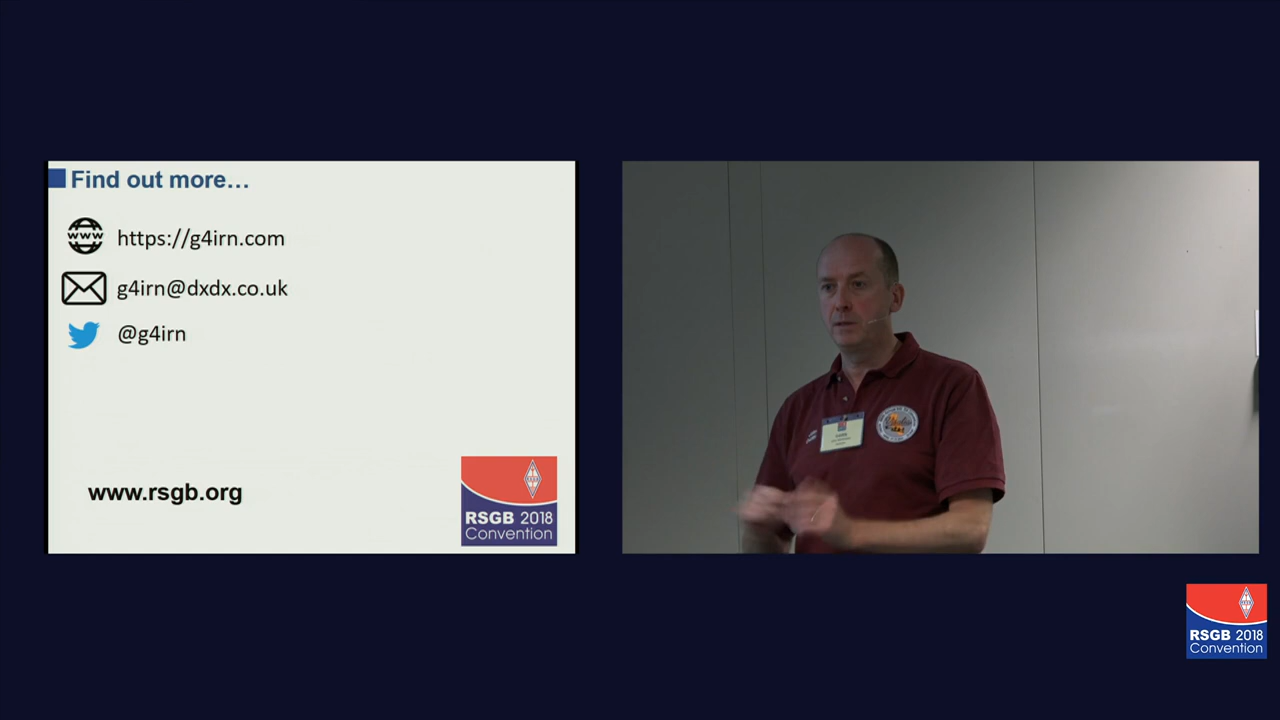 Find out more…
www
https://g4irn.com
g4irn@dxdx.co.uk
@g4irn
www.rsgb.org
RSGB 2018
Convention
RSGB 2018
Convention